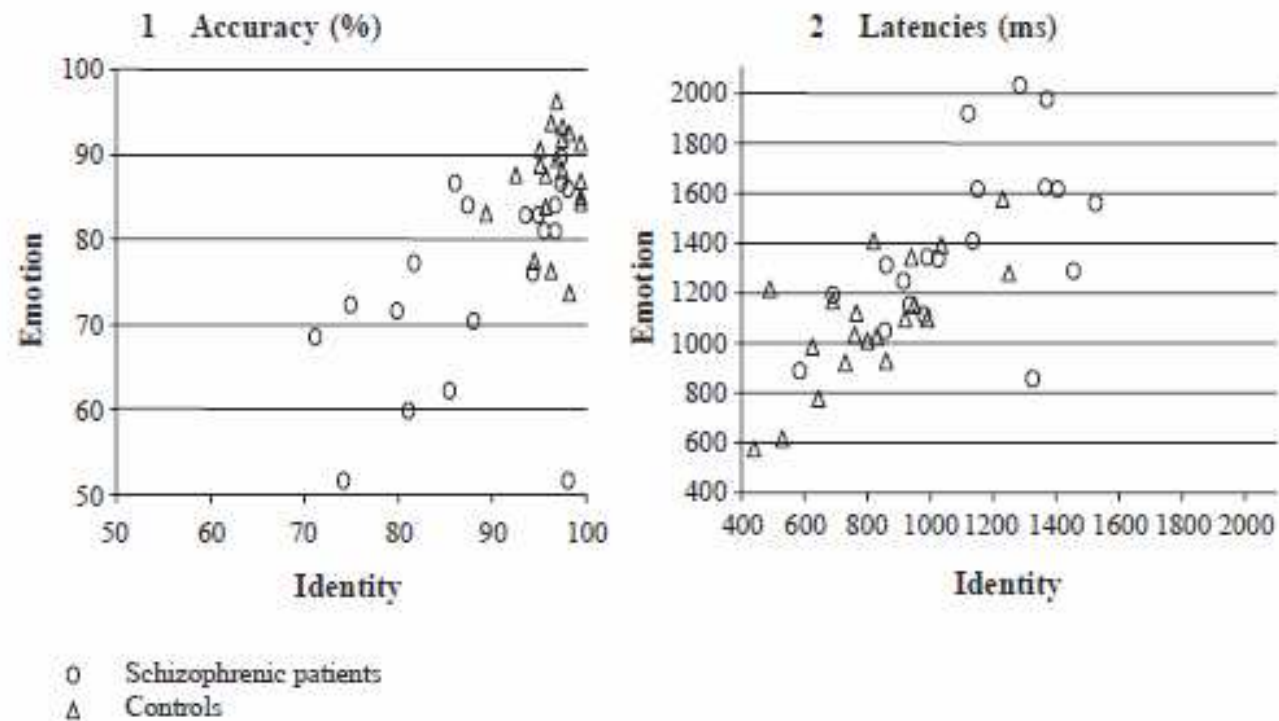 1 Accuracy (%)
100
90
80
70
60
50
Emotion
50 60 70 80 90 100
Identity
2 Latencies (ms)
2000
1800
1600
1400
1200
1000
800
600
400
Emotion
400 600 800 1000 1200 1400 1600 1800 2000
Identity
Schizophrenic patients
Controls